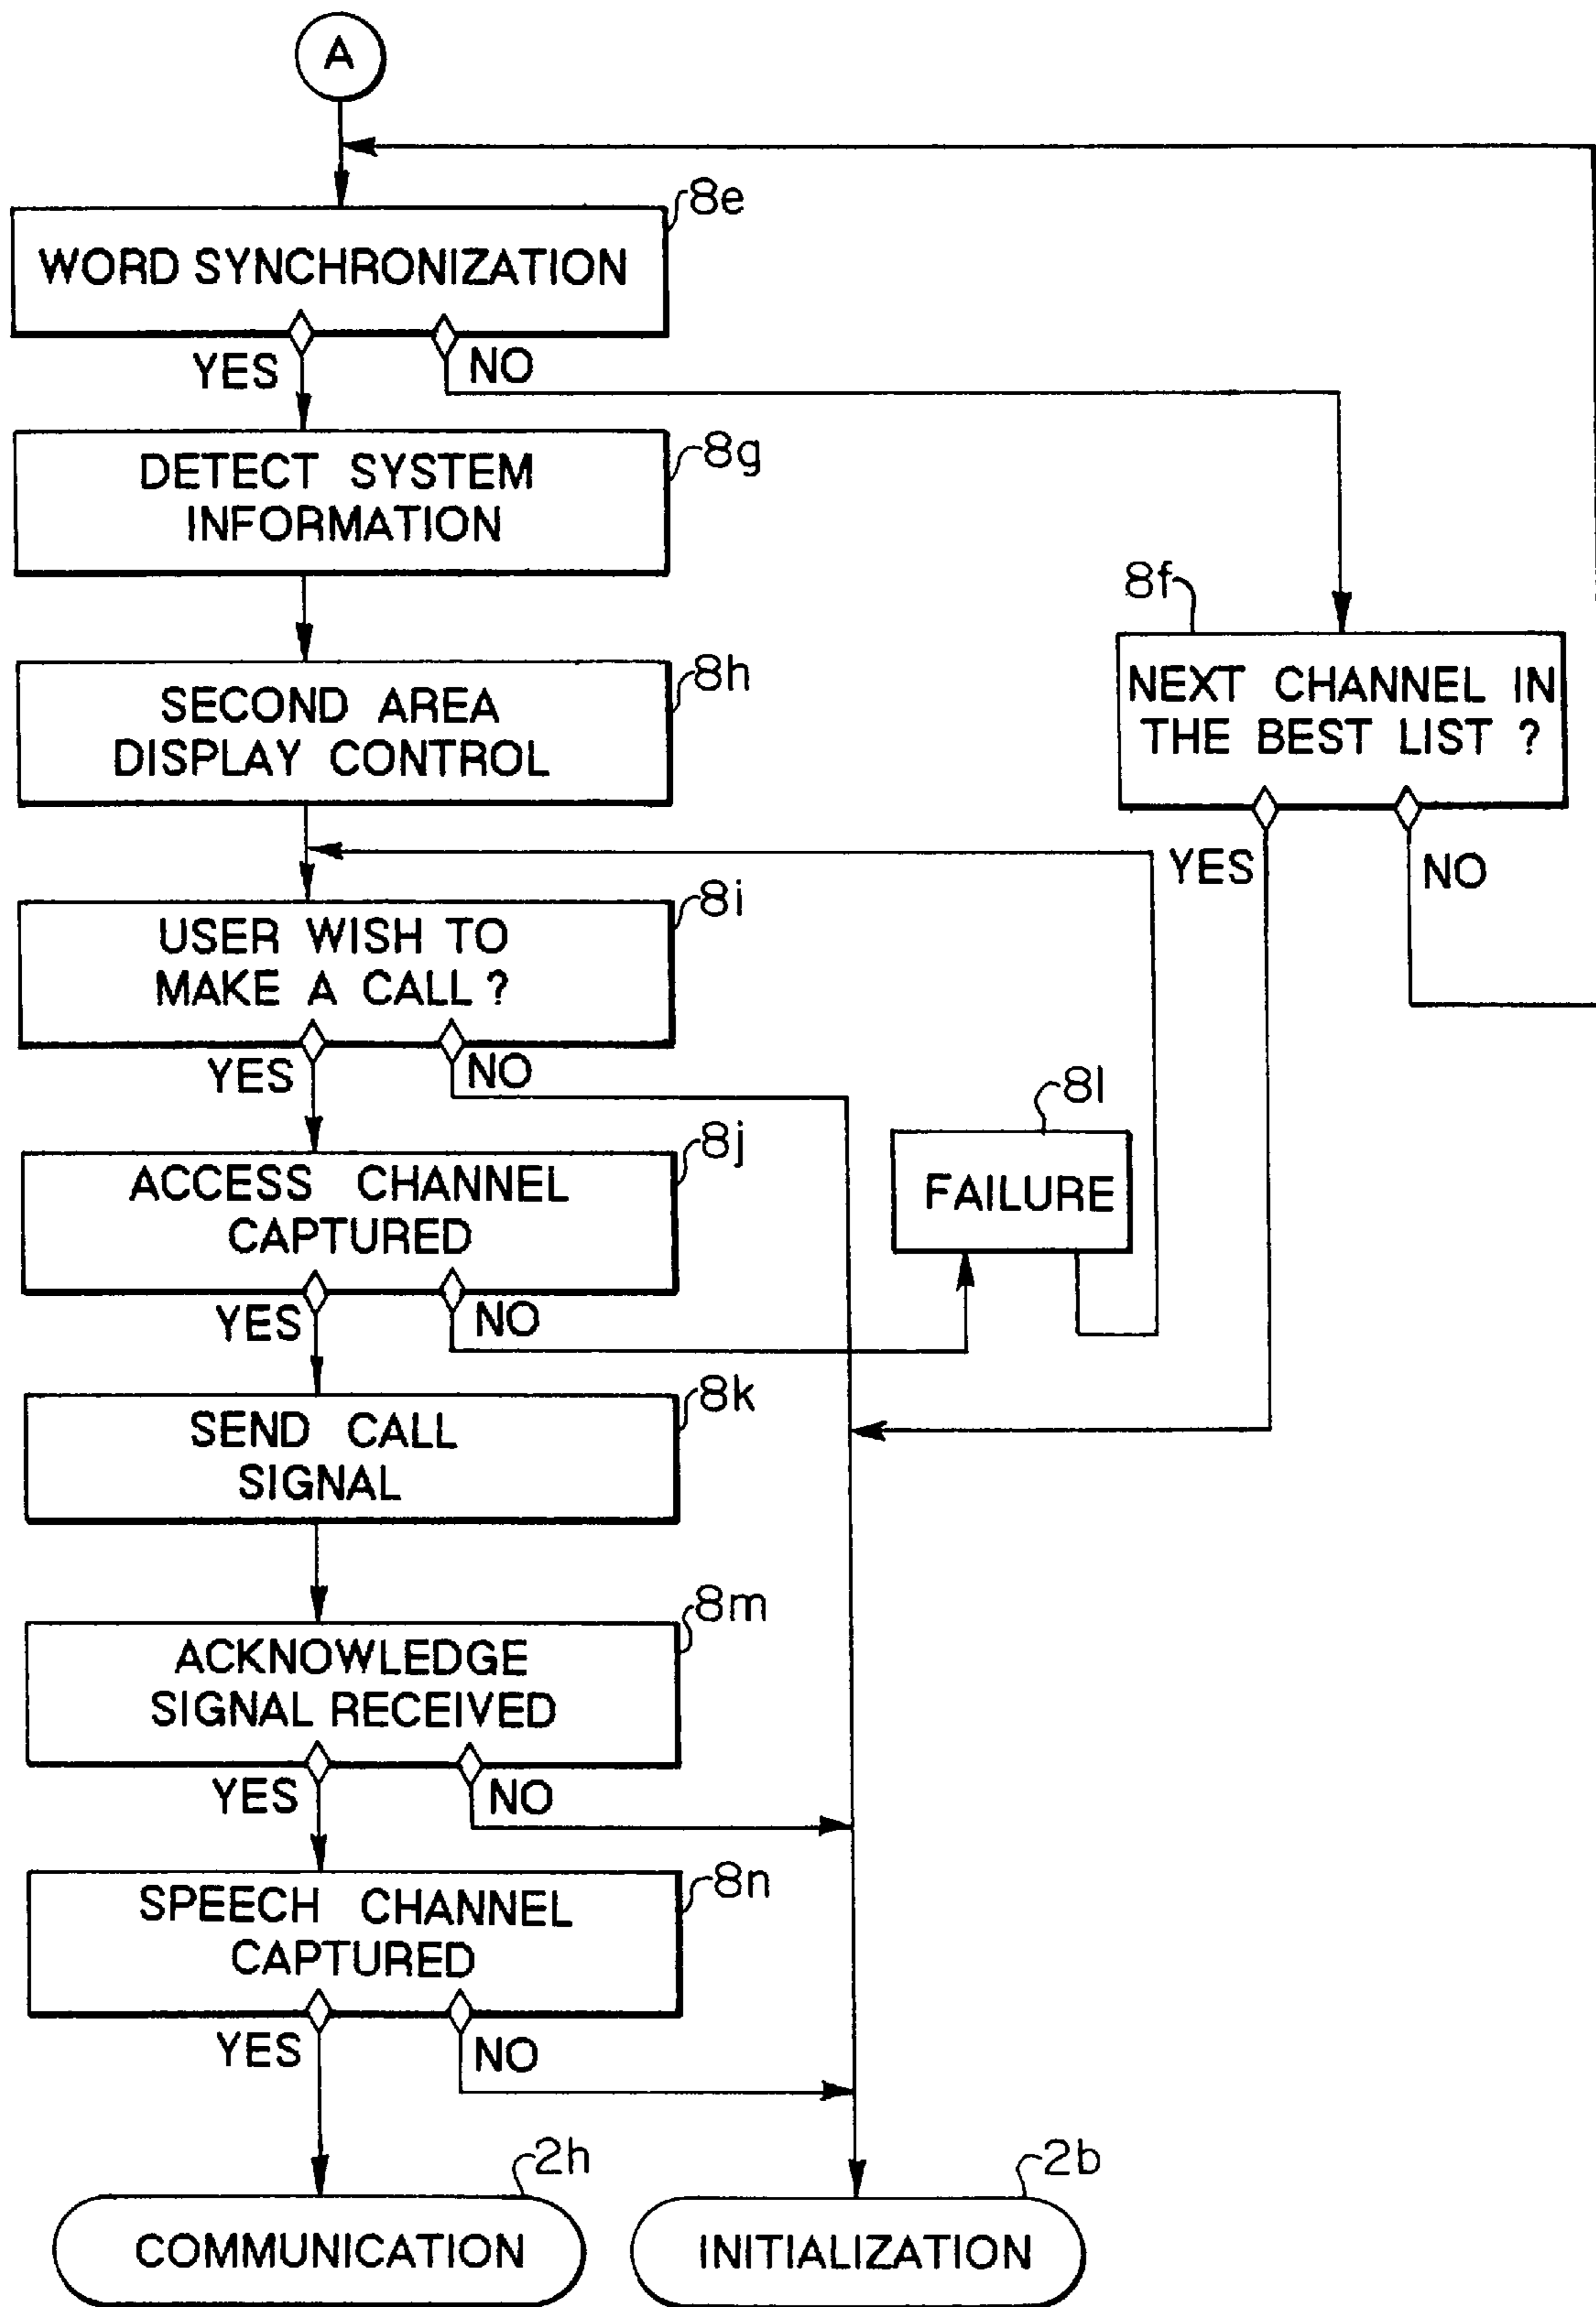 A
8e
WORD SYNCHRONIZATION
YES
NO
8g
DETECT SYSTEM
INFORMATION
8f
NEXT CHANNEL IN
THE BEST LIST ?
YES
NO
8h
SECOND AREA
DISPLAY CONTROL
8i
USER WISH TO
MAKE A CALL ?
YES
NO
8l
FAILURE
8j
ACCESS CHANNEL
CAPTURED
YES
NO
8k
SEND CALL
SIGNAL
8m
ACKNOWLEDGE
SIGNAL RECEIVED
YES
NO
8n
SPEECH CHANNEL
CAPTURED
YES
NO
2h
COMMUNICATION
2b
INITIALIZATION